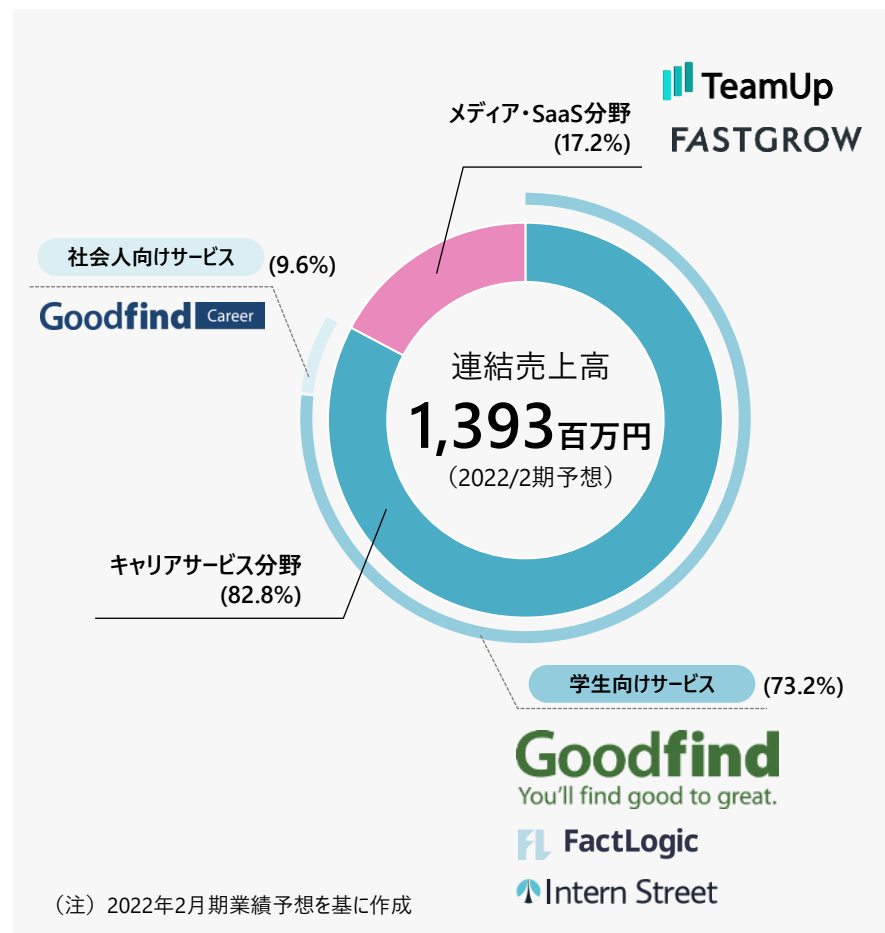 TeamUp
FASTGROW
メディア・SaaS分野
(17.2%)
社会人向けサービス
(9.6%)
Goodfind Career
連結売上高
1,393百万円
（2022/2期予想）
キャリアサービス分野
(82.8%)
学生向けサービス
(73.2%)
Goodfind
You'll find good to great.
FL FactLogic
Intern Street
（注）2022年2月期業績予想を基に作成